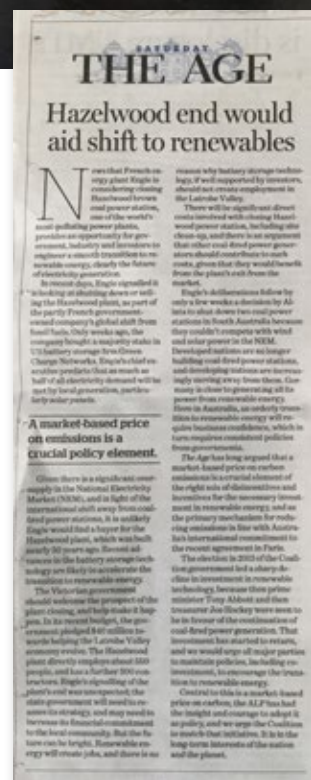 SATURDAY
THE AGE
Hazelwood end would
aid shift to renewables
News that French en-
ergy giant Engie is
considering closing
Hazelwood brown
coal power station,
one of the world's
most polluting power plants,
provides an opportunity for gov-
ernment, industry and investors to
engineer a smooth transition to re-
newable energy, clearly the future
of electricity generation.
In recent days, Engie signalled it
is looking at shutting down or sell-
ing the Hazelwood plant, as part of
the partly French government-
owned company's global shift from
fossil fuels. Only weeks ago, the
company bought a majority stake in
US battery storage firm Green
Charge Networks. Engie's chief ex-
ecutive predicts that as much as
half of all electricity demand will be
met by local generation, particu-
larly solar panels.
A market-based price
on emissions is a
crucial policy element.
Given there is a significant over-
supply in the National Electricity
Market (NEM), and in light of the
international shift away from coal-
fired power stations, it is unlikely
Engie would find a buyer for the
Hazelwood plant, which was built
nearly 50 years ago. Recent ad-
vances in the battery storage tech-
nology are likely to accelerate the
transition to renewable energy.
The Victorian government
should welcome the prospect of the
plant closing, and help make it hap-
pen. In its recent budget, the gov-
ernment pledged $40 million to-
wards helping the Latrobe Valley
economy evolve. The Hazelwood
plant directly employs about 550
people, and has a further 300 con-
tractors. Engie's signalling of the
plant's exit was unexpected; the
state government will need to re-
assess its strategy, and may need to
increase its financial commitment
to the local community. But the fu-
ture can be bright. Renewable en-
ergy will create jobs, and there is no
reason why battery storage techno-
logy, if well supported by investors,
should not create employment in
the Latrobe Valley.
There will be significant direct
costs involved with closing Hazel-
wood power station, including site
clean-up, and there is an argument
that other coal-fired power gener-
ators should contribute to such
costs, given that they would benefit
from the plant's exit from the
market.
Engie's deliberations follow by
only a few weeks a decision by Al-
inta to shut down two coal power
stations in South Australia because
they couldn't compete with wind
and solar power in the NEM.
Developed nations are no longer
building coal-fired power stations,
and developing nations are increas-
ingly moving away from them. Ger-
many is close to generating all its
power from renewable energy.
Here in Australia, an orderly trans-
ition to renewable energy will re-
quire business confidence, which in
turn requires consistent policies
from governments.
The Age has long argued that a
market-based price on carbon
emissions is a crucial element of
the right mix of disincentives and
incentives for the necessary invest-
ment in renewable energy, and as
the primary mechanism for redu-
cing emissions in line with Austra-
lia's international commitment to
the recent agreement in Paris.
The election in 2013 of the Coali-
tion government led a sharp de-
cline in investment in renewable
technology, because then prime
minister Tony Abbott and then
treasurer Joe Hockey were seen to
be in favour of the continuation of
coal-fired power generation. That
investment has started to return,
and we would urge all major parties
to maintain policies, including co-
investment, to encourage the trans-
ition to renewable energy.
Central to this is a market-based
price on carbon; the ALP has had
the insight and courage to adopt it
as policy, and we urge the Coalition
to match that initiative. It is in the
long-term interests of the nation
and the planet.